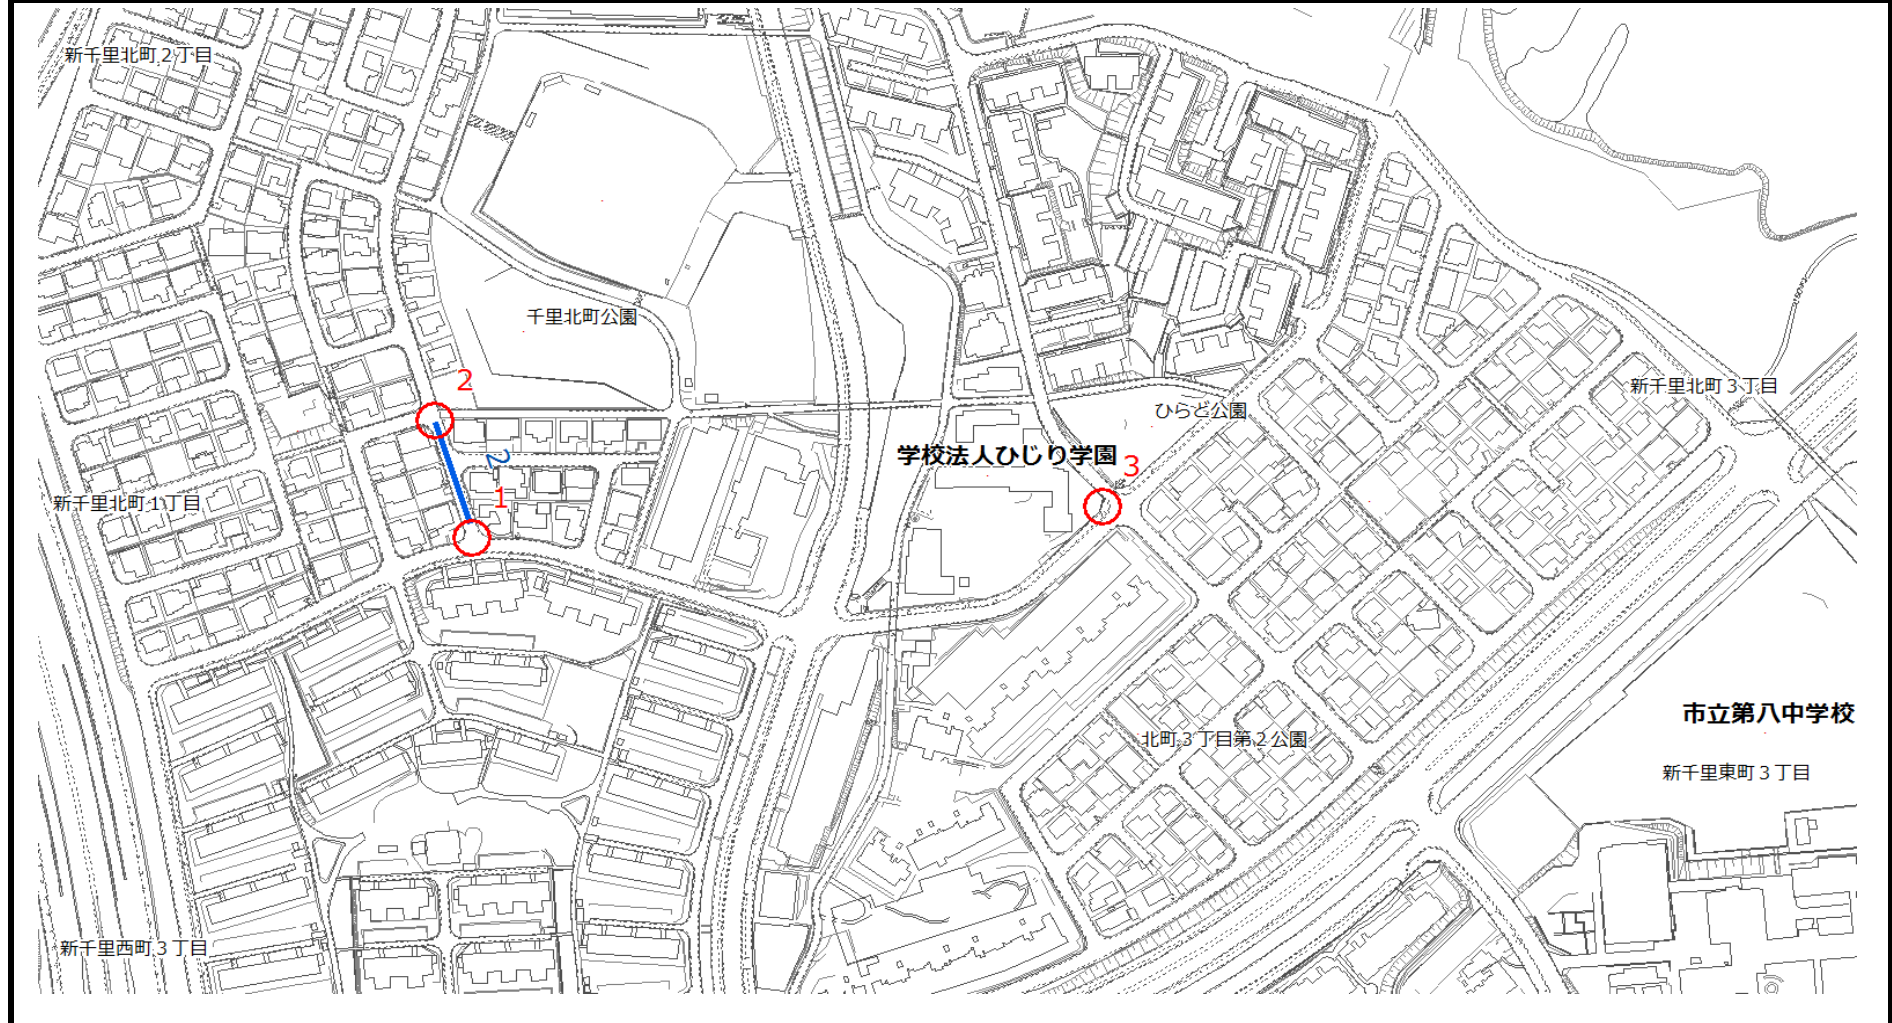 新千里北町2丁目
千里北町公園
2
新千里北町3丁目
ひらど公園
学校法人ひじり学園
3
2
1
新千里北町1丁目
市立第八中学校
北町3丁目第2公園
新千里東町3丁目
新千里西町3丁目